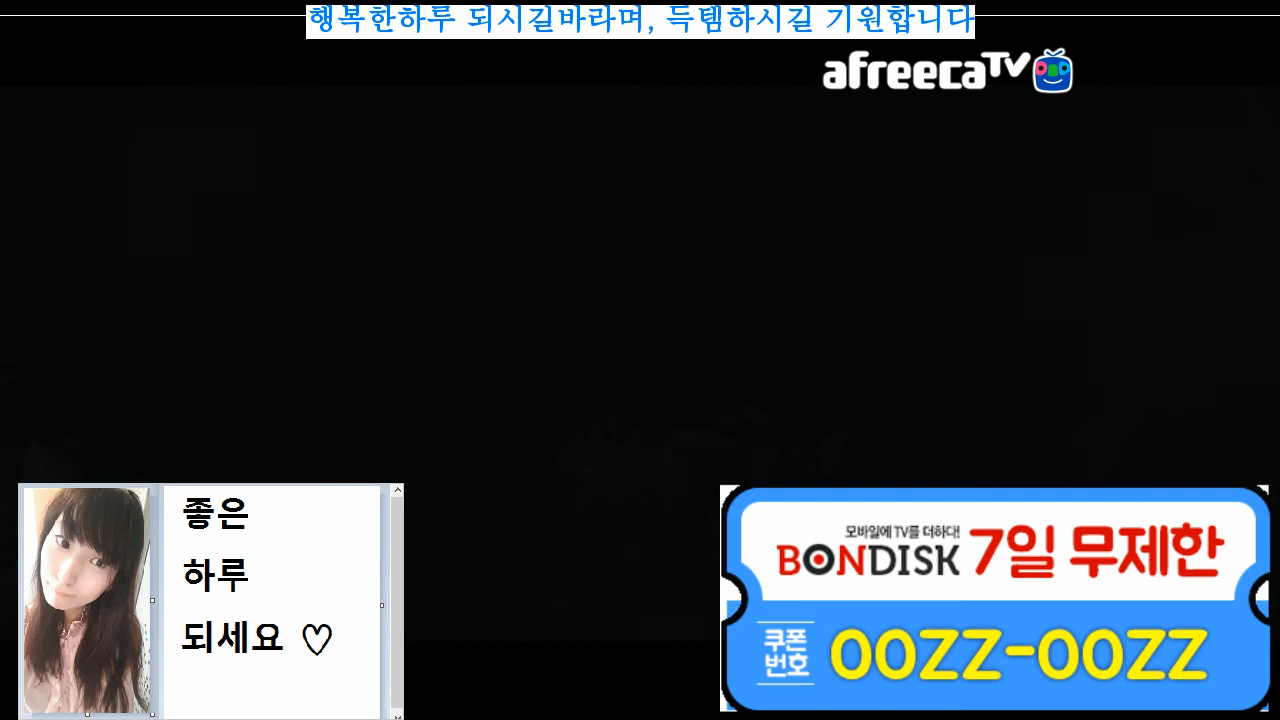 행복한하루 되시길바라며, 득템하시길 기원합니다
afreecaTV
좋은
하루
되세요 ♡
모바일에 TV를 더하다!
BONDISK 7일 무제한
쿠폰
번호
00ZZ-00ZZ